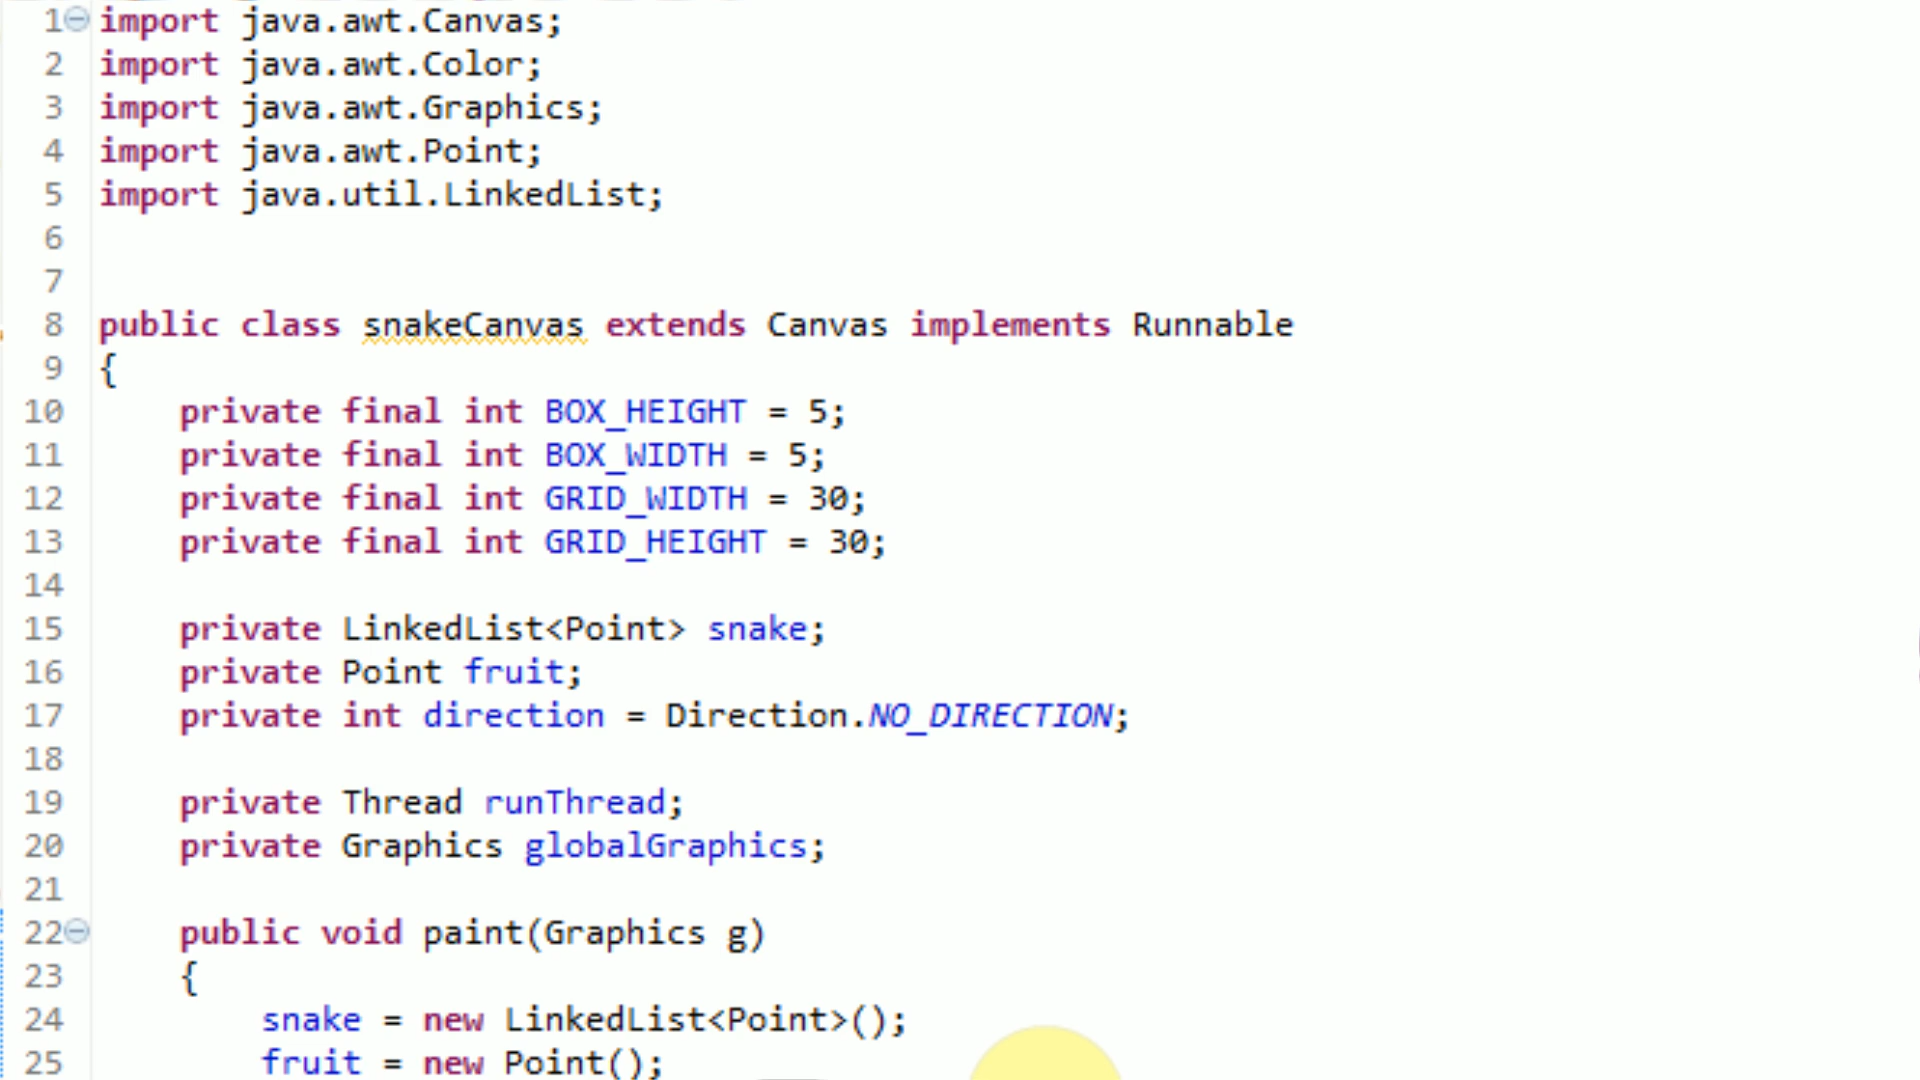 1 import java.awt.Canvas;
2 import java.awt.Color;
3 import java.awt.Graphics;
4 import java.awt.Point;
5 import java.util.LinkedList;
6
7
8 public class snakeCanvas extends Canvas implements Runnable
9 {
10     private final int BOX_HEIGHT = 5;
11     private final int BOX_WIDTH = 5;
12     private final int GRID_WIDTH = 30;
13     private final int GRID_HEIGHT = 30;
14
15     private LinkedList<Point> snake;
16     private Point fruit;
17     private int direction = Direction.NO_DIRECTION;
18
19     private Thread runThread;
20     private Graphics globalGraphics;
21
22     public void paint(Graphics g)
23     {
24         snake = new LinkedList<Point>();
25         fruit = new Point();